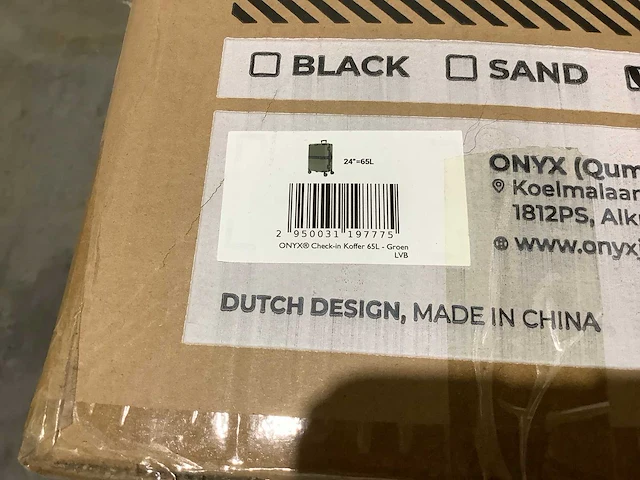 BLACK SAND
24"=65L
2 950031 197775
ONYX® Check-in Koffer 65L - Groen
LVB
ONYX (Qum
Koelmalaan
1812PS, Alk
www.onyx
DUTCH DESIGN, MADE IN CHINA